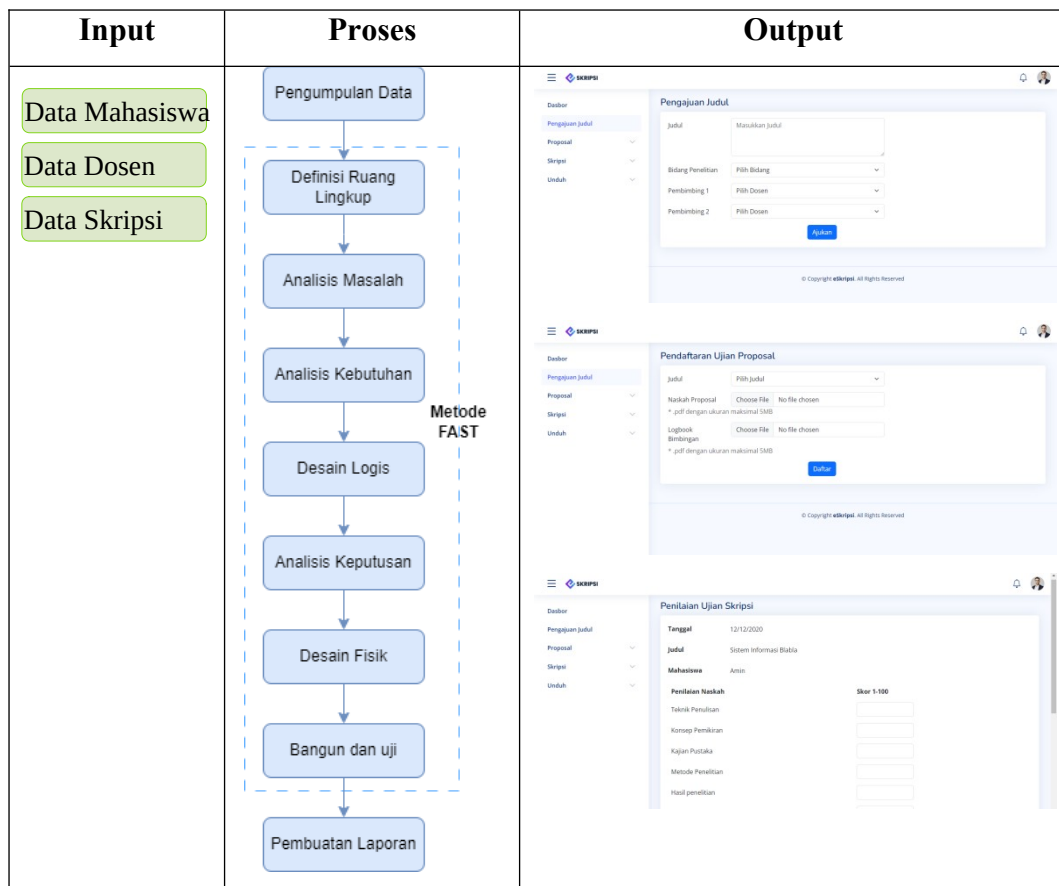 Input
Proses
Output
Data Mahasiswa
Data Dosen
Data Skripsi
Pengumpulan Data
Definisi Ruang
Lingkup
Analisis Masalah
Analisis Kebutuhan
Metode
FAST
Desain Logis
Analisis Keputusan
Desain Fisik
Bangun dan uji
Pembuatan Laporan
SKRIPSI
Dasbor
Pengajuan Judul
Proposal
Skripsi
Unduh
Pengajuan Judul
Judul
Masukkan Judul
Bidang Penelitian
Pilih Bidang
Pembimbing 1
Pilih Dosen
Pembimbing 2
Pilih Dosen
Ajukan
© Copyright eSkripsi. All Rights Reserved
SKRIPSI
Dasbor
Pengajuan Judul
Proposal
Skripsi
Unduh
Pendaftaran Ujian Proposal
Judul
Pilih Judul
Naskah Proposal
Choose File No file chosen
* .pdf dengan ukuran maksimal 5MB
Logbook
Bimbingan
Choose File No file chosen
* .pdf dengan ukuran maksimal 5MB
Daftar
© Copyright eSkripsi. All Rights Reserved
SKRIPSI
Dasbor
Pengajuan Judul
Proposal
Skripsi
Unduh
Penilaian Ujian Skripsi
Tanggal 12/12/2020
Judul Sistem Informasi Blabla
Mahasiswa Amin
Penilaian Naskah Skor 1-100
Teknik Penulisan
Konsep Pemikiran
Kajian Pustaka
Metode Penelitian
Hasil penelitian